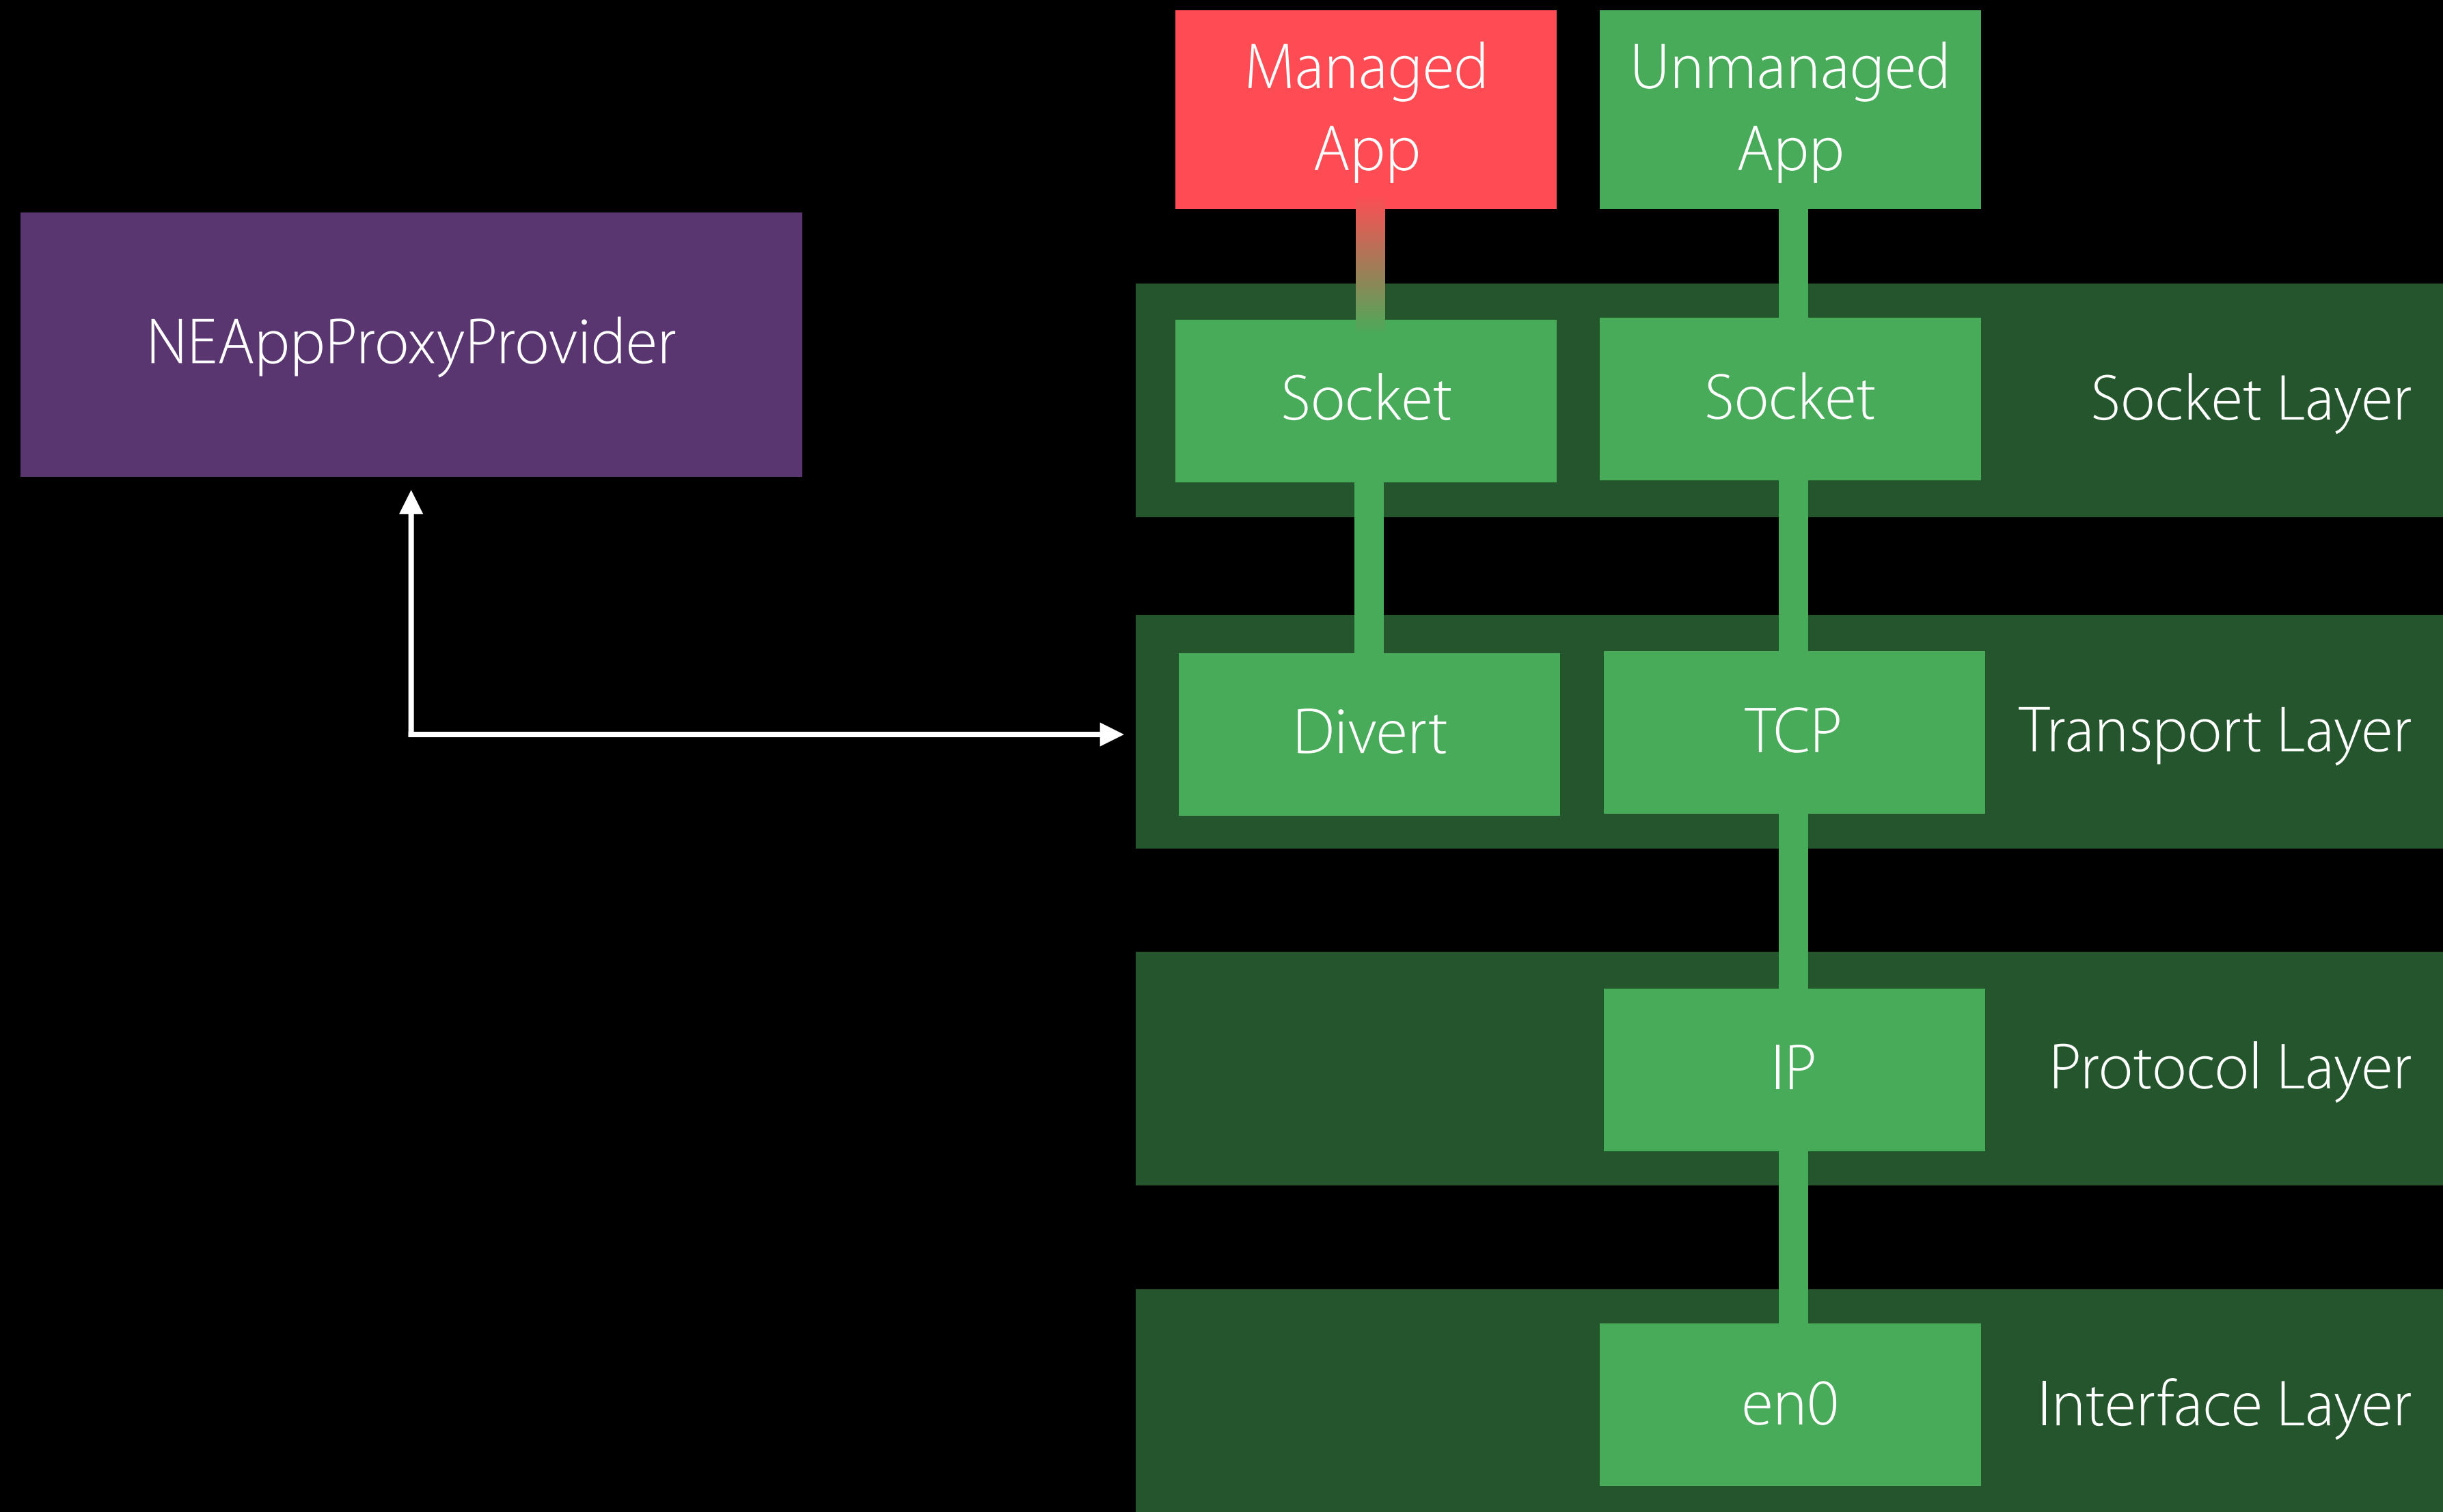 Managed
App
Unmanaged
App
NEAppProxyProvider
Socket
Socket
Socket Layer
Divert
TCP
Transport Layer
IP
Protocol Layer
en0
Interface Layer